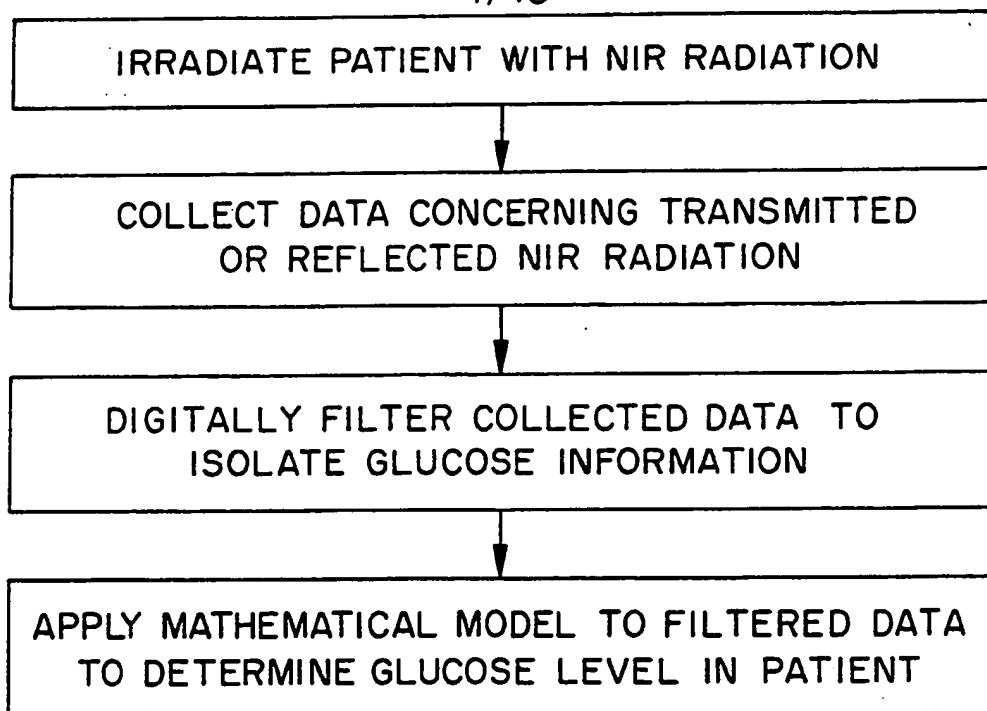 IRRADIATE PATIENT WITH NIR RADIATION
COLLECT DATA CONCERNING TRANSMITTED
OR REFLECTED NIR RADIATION
DIGITALLY FILTER COLLECTED DATA TO
ISOLATE GLUCOSE INFORMATION
APPLY MATHEMATICAL MODEL TO FILTERED DATA
TO DETERMINE GLUCOSE LEVEL IN PATIENT